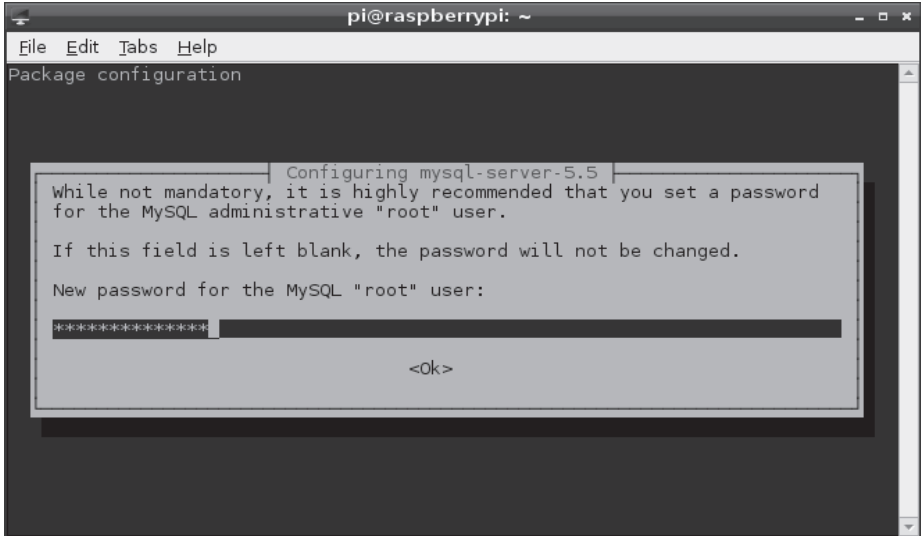 pi@raspberrypi: ~
File Edit Tabs Help
Package configuration
Configuring mysql-server-5.5
While not mandatory, it is highly recommended that you set a password
for the MySQL administrative "root" user.
If this field is left blank, the password will not be changed.
New password for the MySQL "root" user:
**************_
<Ok>